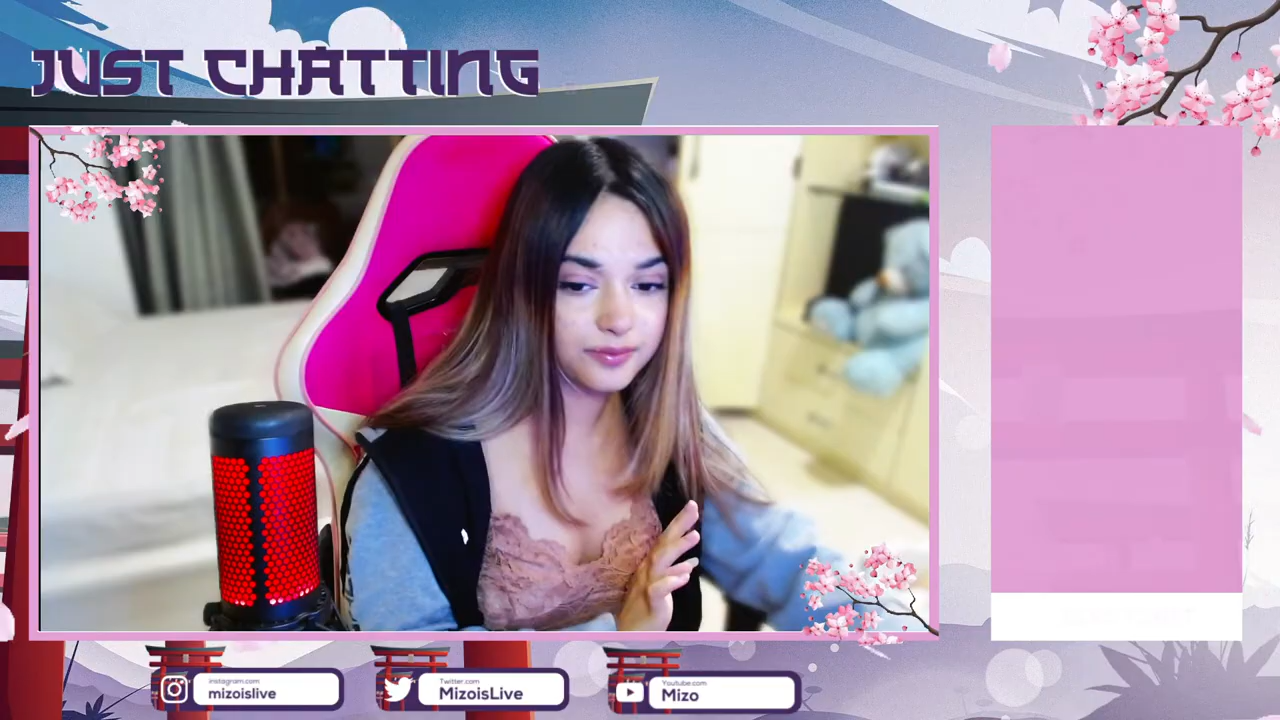 JUST CHATTING
instagram.com
mizoislive
Twitter.com
MizoisLive
Youtube.com
Mizo